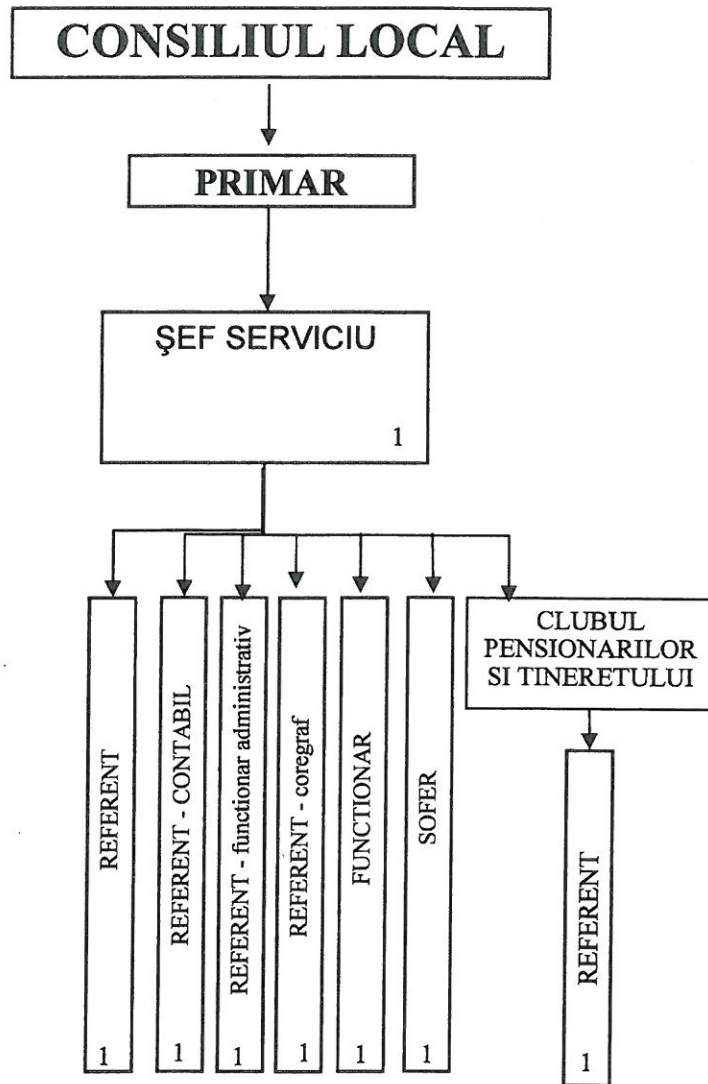 CONSILIUL LOCAL
PRIMAR
ŞEF SERVICIU
1
REFERENT
1
REFERENT - CONTABIL
1
REFERENT - functionar administrativ
1
REFERENT - coregraf
1
FUNCTIONAR
1
SOFER
1
CLUBUL
PENSIONARILOR
SI TINERETULUI
REFERENT
1